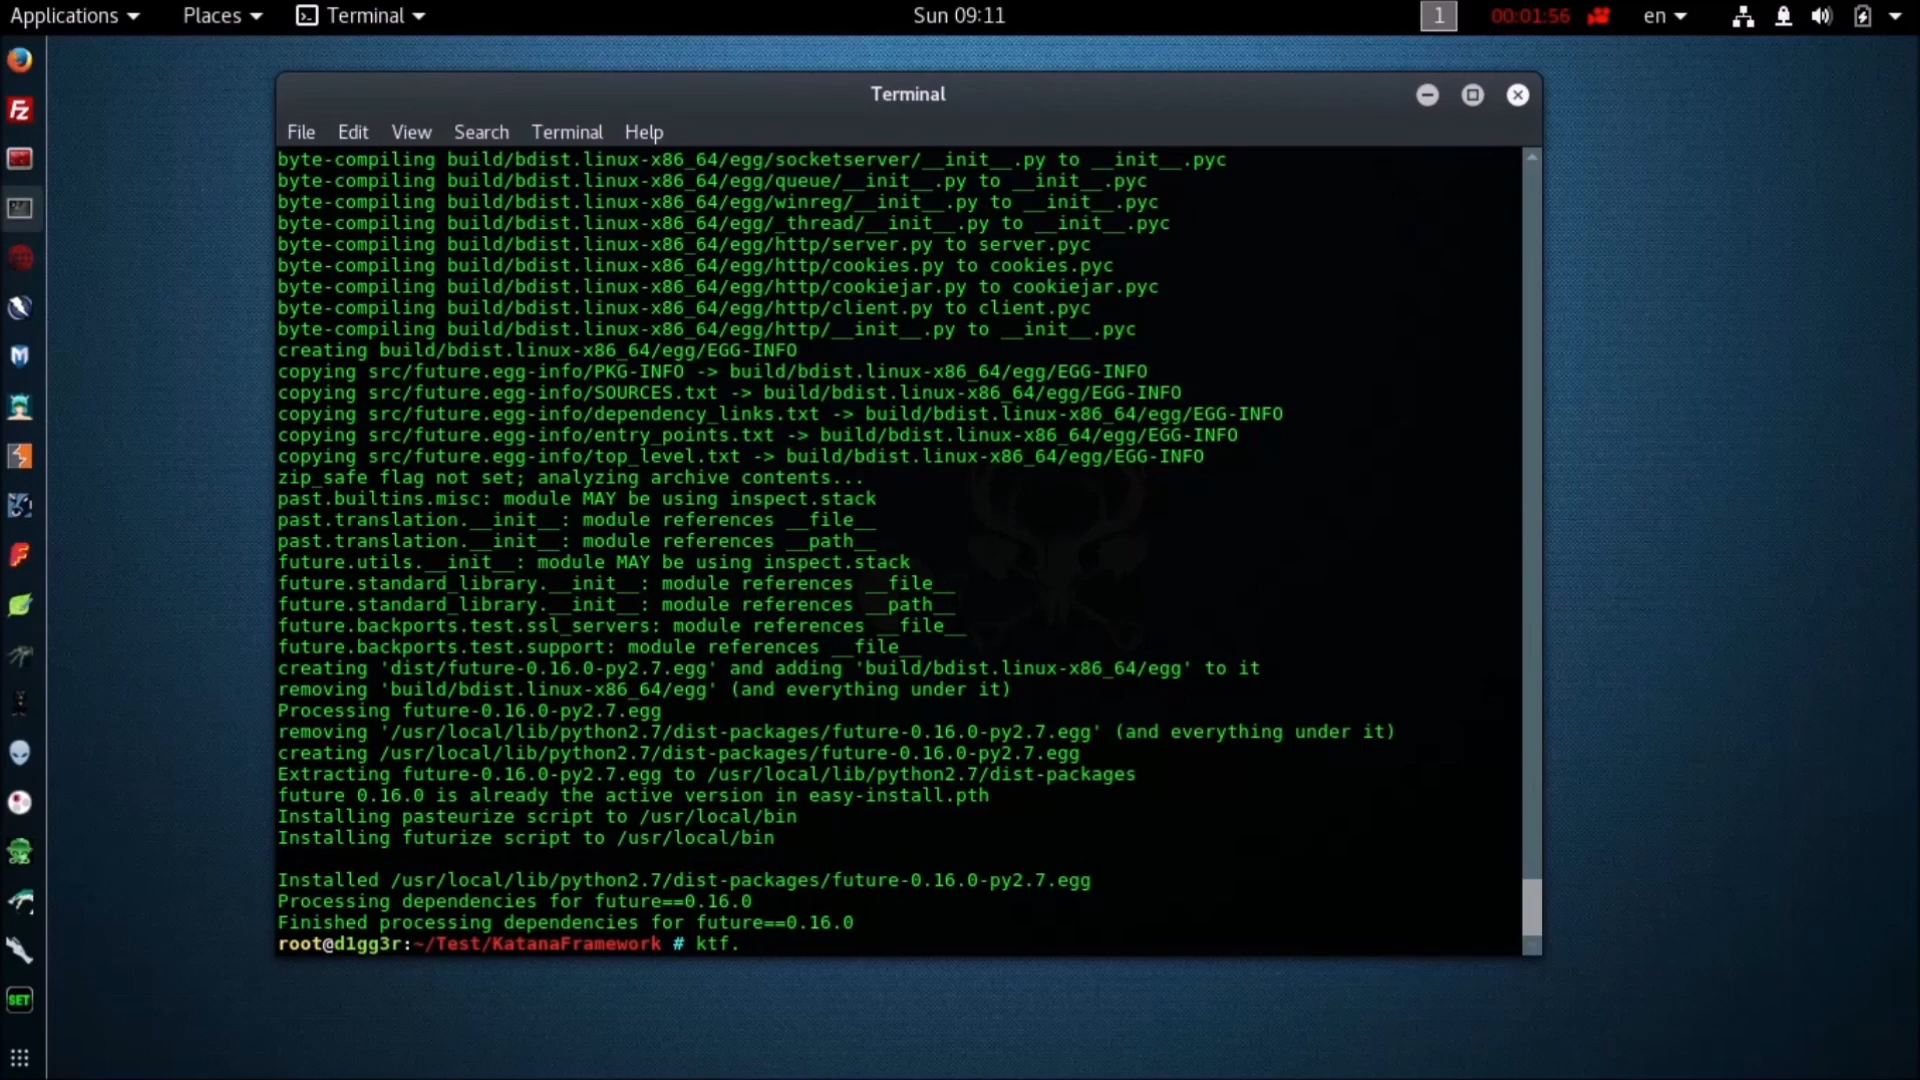 Applications Places Terminal Sun 09:11 1 00:01:56 en
Terminal
File Edit View Search Terminal Help
byte-compiling build/bdist.linux-x86_64/egg/socketserver/__init__.py to __init__.pyc
byte-compiling build/bdist.linux-x86_64/egg/queue/__init__.py to __init__.pyc
byte-compiling build/bdist.linux-x86_64/egg/winreg/__init__.py to __init__.pyc
byte-compiling build/bdist.linux-x86_64/egg/_thread/__init__.py to __init__.pyc
byte-compiling build/bdist.linux-x86_64/egg/http/server.py to server.pyc
byte-compiling build/bdist.linux-x86_64/egg/http/cookies.py to cookies.pyc
byte-compiling build/bdist.linux-x86_64/egg/http/cookiejar.py to cookiejar.pyc
byte-compiling build/bdist.linux-x86_64/egg/http/client.py to client.pyc
byte-compiling build/bdist.linux-x86_64/egg/http/__init__.py to __init__.pyc
creating build/bdist.linux-x86_64/egg/EGG-INFO
copying src/future.egg-info/PKG-INFO -> build/bdist.linux-x86_64/egg/EGG-INFO
copying src/future.egg-info/SOURCES.txt -> build/bdist.linux-x86_64/egg/EGG-INFO
copying src/future.egg-info/dependency_links.txt -> build/bdist.linux-x86_64/egg/EGG-INFO
copying src/future.egg-info/entry_points.txt -> build/bdist.linux-x86_64/egg/EGG-INFO
copying src/future.egg-info/top_level.txt -> build/bdist.linux-x86_64/egg/EGG-INFO
zip_safe flag not set; analyzing archive contents...
past.builtins.misc: module MAY be using inspect.stack
past.translation.__init__: module references __file__
past.translation.__init__: module references __path__
future.utils.__init__: module MAY be using inspect.stack
future.standard_library.__init__: module references __file__
future.standard_library.__init__: module references __path__
future.backports.test.ssl_servers: module references __file__
future.backports.test.support: module references __file__
creating 'dist/future-0.16.0-py2.7.egg' and adding 'build/bdist.linux-x86_64/egg' to it
removing 'build/bdist.linux-x86_64/egg' (and everything under it)
Processing future-0.16.0-py2.7.egg
removing '/usr/local/lib/python2.7/dist-packages/future-0.16.0-py2.7.egg' (and everything under it)
creating /usr/local/lib/python2.7/dist-packages/future-0.16.0-py2.7.egg
Extracting future-0.16.0-py2.7.egg to /usr/local/lib/python2.7/dist-packages
future 0.16.0 is already the active version in easy-install.pth
Installing pasteurize script to /usr/local/bin
Installing futurize script to /usr/local/bin
Installed /usr/local/lib/python2.7/dist-packages/future-0.16.0-py2.7.egg
Processing dependencies for future==0.16.0
Finished processing dependencies for future==0.16.0
root@d1gg3r:~/Test/KatanaFramework # ktf.
FZ
M
SET